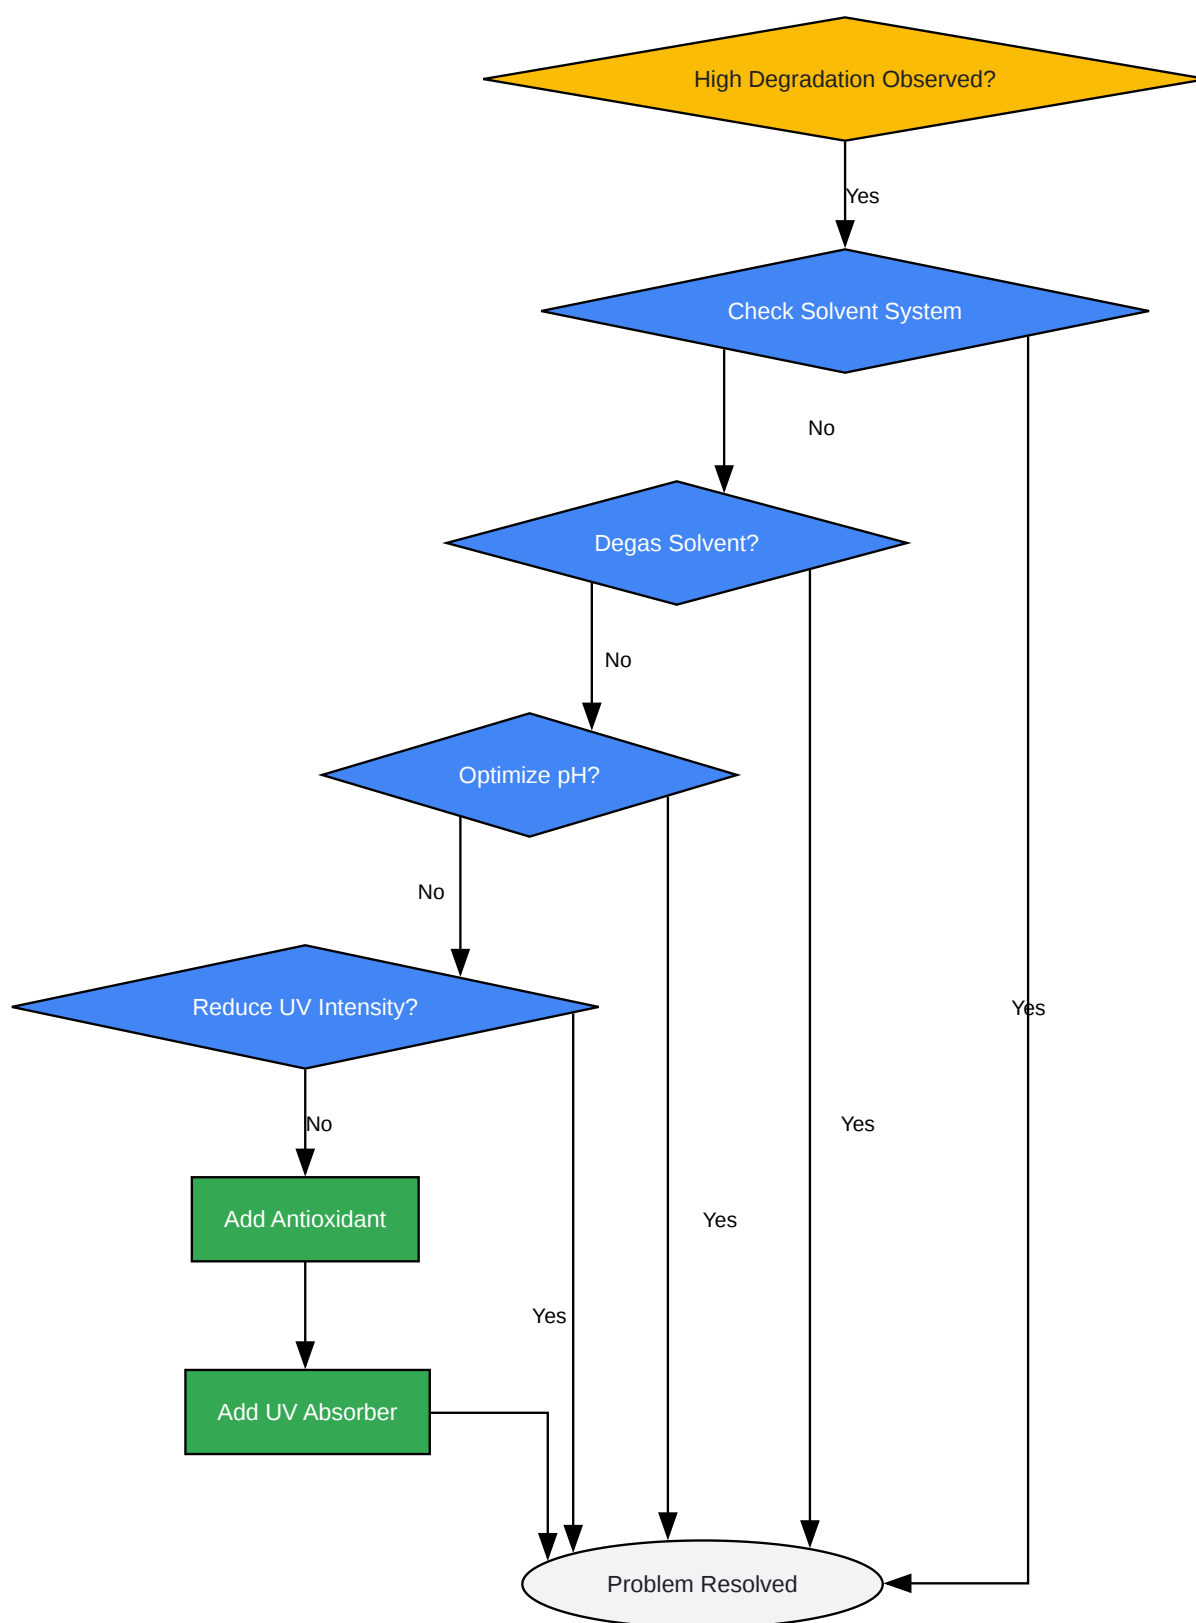 High Degradation Observed?
Yes
Check Solvent System
No
Degas Solvent?
No
Optimize pH?
No
Reduce UV Intensity?
Yes
No
Yes
Add Antioxidant
Yes
Yes
Add UV Absorber
Problem Resolved